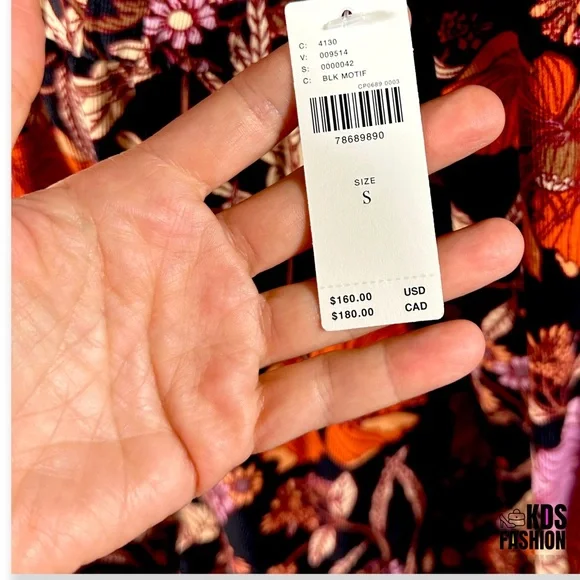 C: 4130
V: 009514
S: 0000042
C: BLK MOTIF
CP0689 0003
78689890
SIZE
S
$160.00 USD
$180.00 CAD
KDS
FASHION